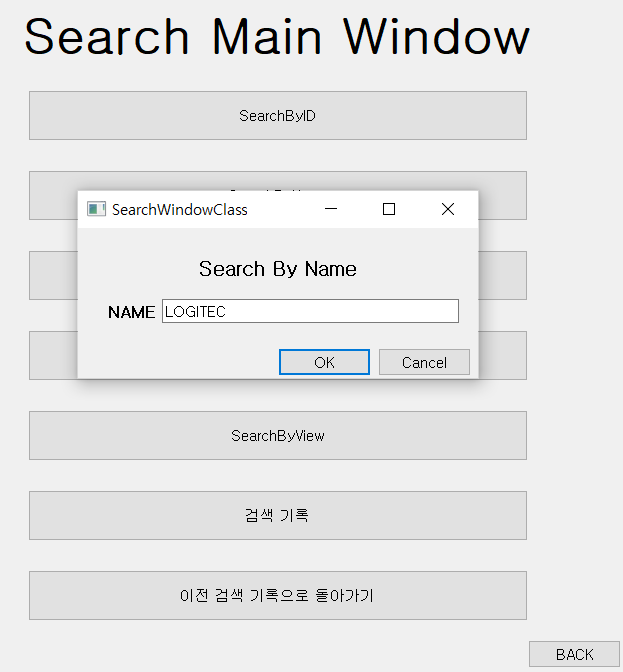 Search Main Window
SearchByID
SearchWindowClass
Search By Name
NAME LOGITEC
OK Cancel
SearchByView
검색 기록
이전 검색 기록으로 돌아가기
BACK